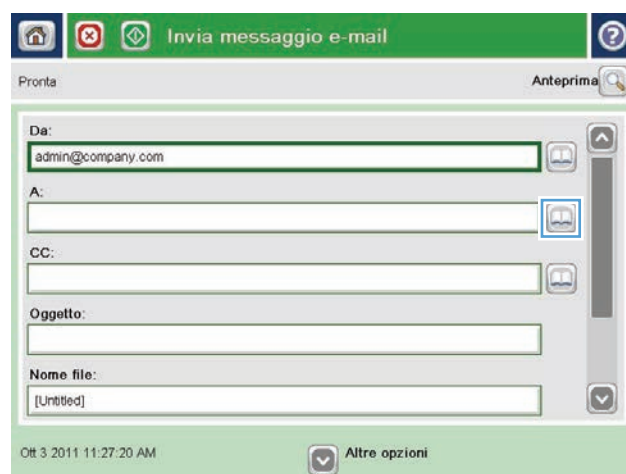 Invia messaggio e-mail
?
Pronta
Anteprima
Da:
admin@company.com
A:
CC:
Oggetto:
Nome file:
[Untitled]
Ott 3 2011 11:27:20 AM
Altre opzioni